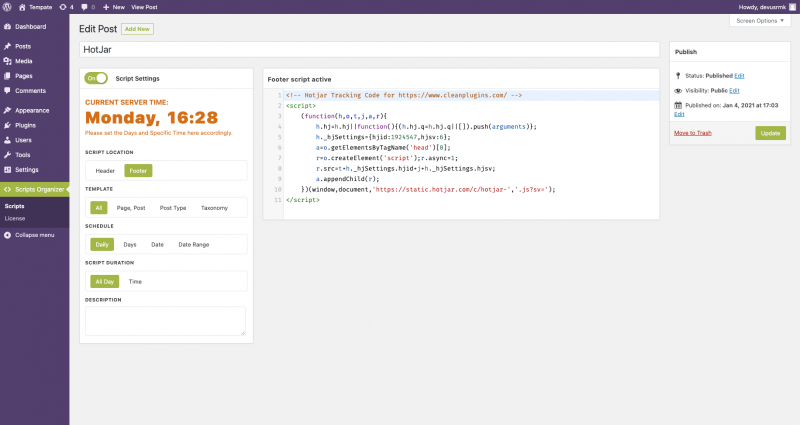 Tempate
4
0
New
View Post
Howdy, devusrmk
Dashboard
Posts
Media
Pages
Comments
Appearance
Plugins
Users
Tools
Settings
Scripts Organizer
Scripts
License
Collapse menu
Screen Options
Edit Post
Add New
HotJar
On
Script Settings
CURRENT SERVER TIME:
Monday, 16:28
Please set the Days and Specific Time here accordingly.
SCRIPT LOCATION
Header
Footer
TEMPLATE
All
Page, Post
Post Type
Taxonomy
SCHEDULE
Daily
Days
Date
Date Range
SCRIPT DURATION
All Day
Time
DESCRIPTION
Footer script active
1 <!-- Hotjar Tracking Code for https://www.cleanplugins.com/ -->
2 <script>
3 (function(h,o,t,j,a,r){
4 h.hj=h.hj||function(){(h.hj.q=h.hj.q||[]).push(arguments)};
5 h._hjSettings={hjid:1924547,hjsv:6};
6 a=o.getElementsByTagName('head')[0];
7 r=o.createElement('script');r.async=1;
8 r.src=t+h._hjSettings.hjid+j+h._hjSettings.hjsv;
9 a.appendChild(r);
10 })(window,document,'https://static.hotjar.com/c/hotjar-','.js?sv=');
11 </script>
Publish
Status: Published Edit
Visibility: Public Edit
Published on: Jan 4, 2021 at 17:03
Edit
Move to Trash
Update